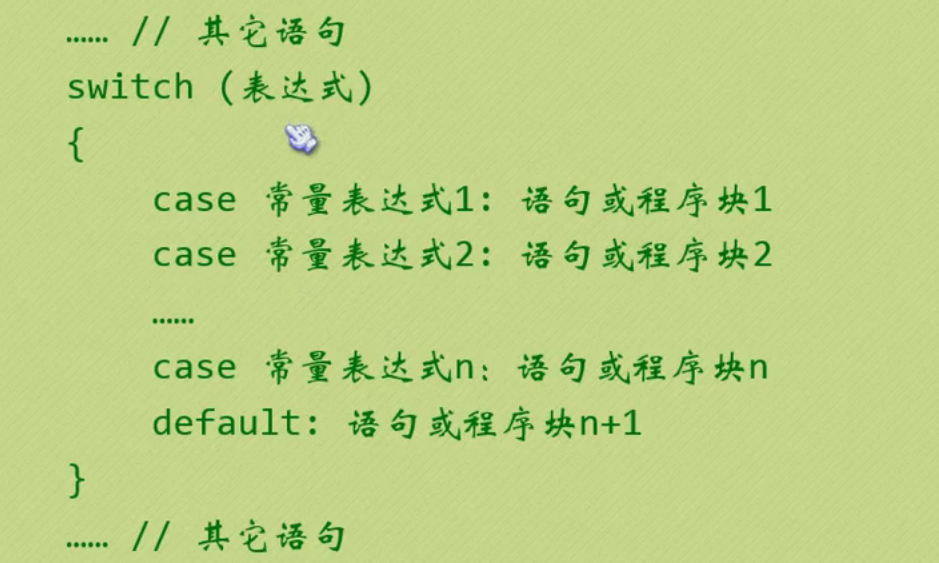 …… // 其它语句
switch (表达式)
{
case 常量表达式1: 语句或程序块1
case 常量表达式2: 语句或程序块2
……
case 常量表达式n: 语句或程序块n
default: 语句或程序块n+1
}
…… // 其它语句